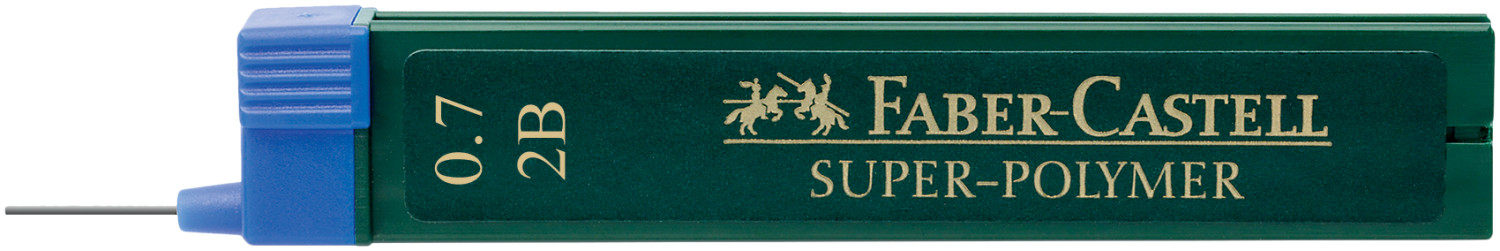 0.7
2B
FABER-CASTELL
SUPER-POLYMER